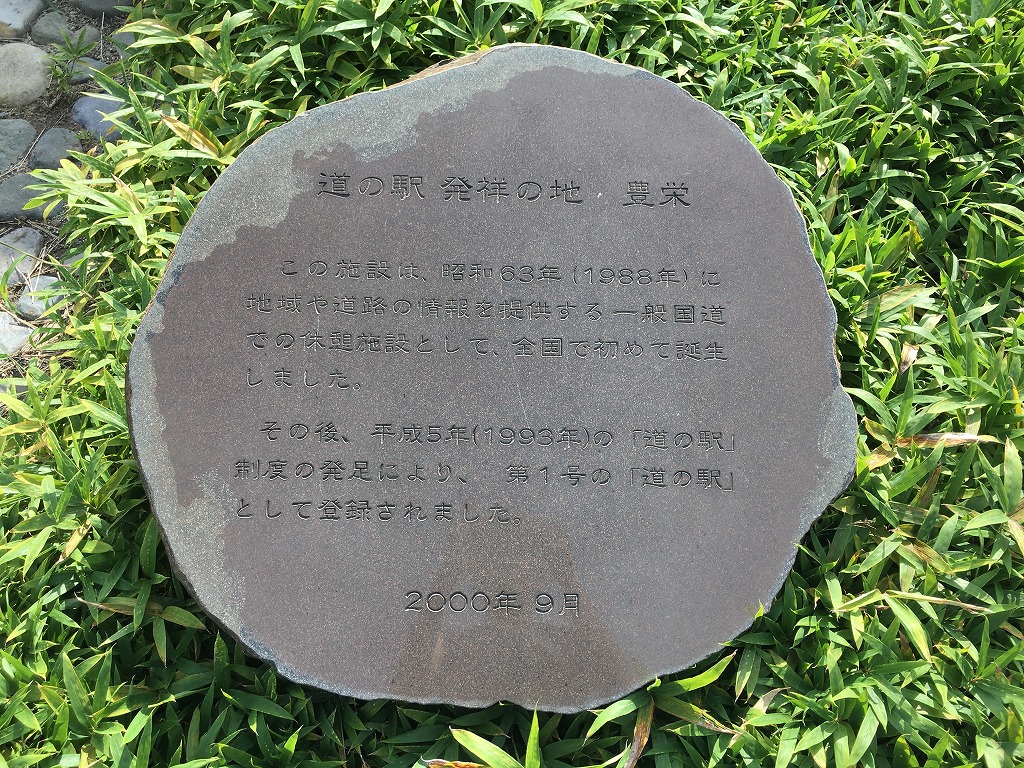 道の駅 発祥の地　豊栄
この施設は、昭和63年(1988年)に
地域や道路の情報を提供する一般国道
での休憩施設として、全国で初めて誕生
しました。
その後、平成5年(1993年)の「道の駅」
制度の発足により、 第1号の「道の駅」
として登録されました。
2000年 9月